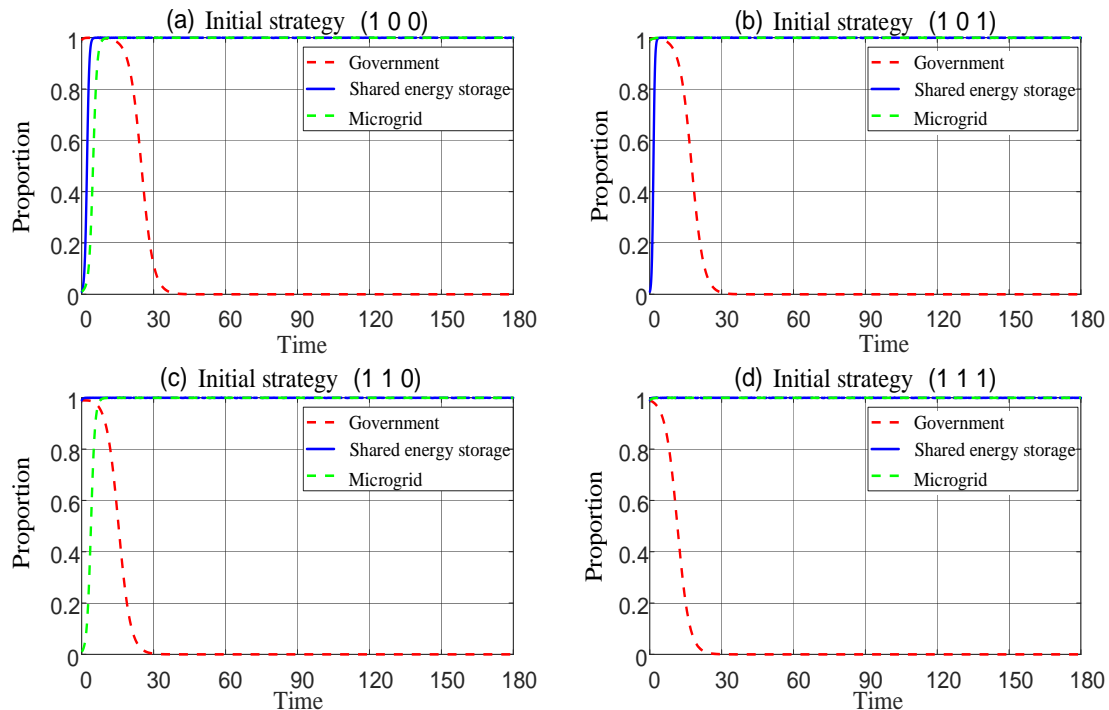 (a) Initial strategy (1 0 0)
1
0.8
0.6
0.4
0.2
0
Proportion
Government
Shared energy storage
Microgrid
0 30 60 90 120 150 180
Time
(b) Initial strategy (1 0 1)
1
0.8
0.6
0.4
0.2
0
Proportion
Government
Shared energy storage
Microgrid
0 30 60 90 120 150 180
Time
(c) Initial strategy (1 1 0)
1
0.8
0.6
0.4
0.2
0
Proportion
Government
Shared energy storage
Microgrid
0 30 60 90 120 150 180
Time
(d) Initial strategy (1 1 1)
1
0.8
0.6
0.4
0.2
0
Proportion
Government
Shared energy storage
Microgrid
0 30 60 90 120 150 180
Time